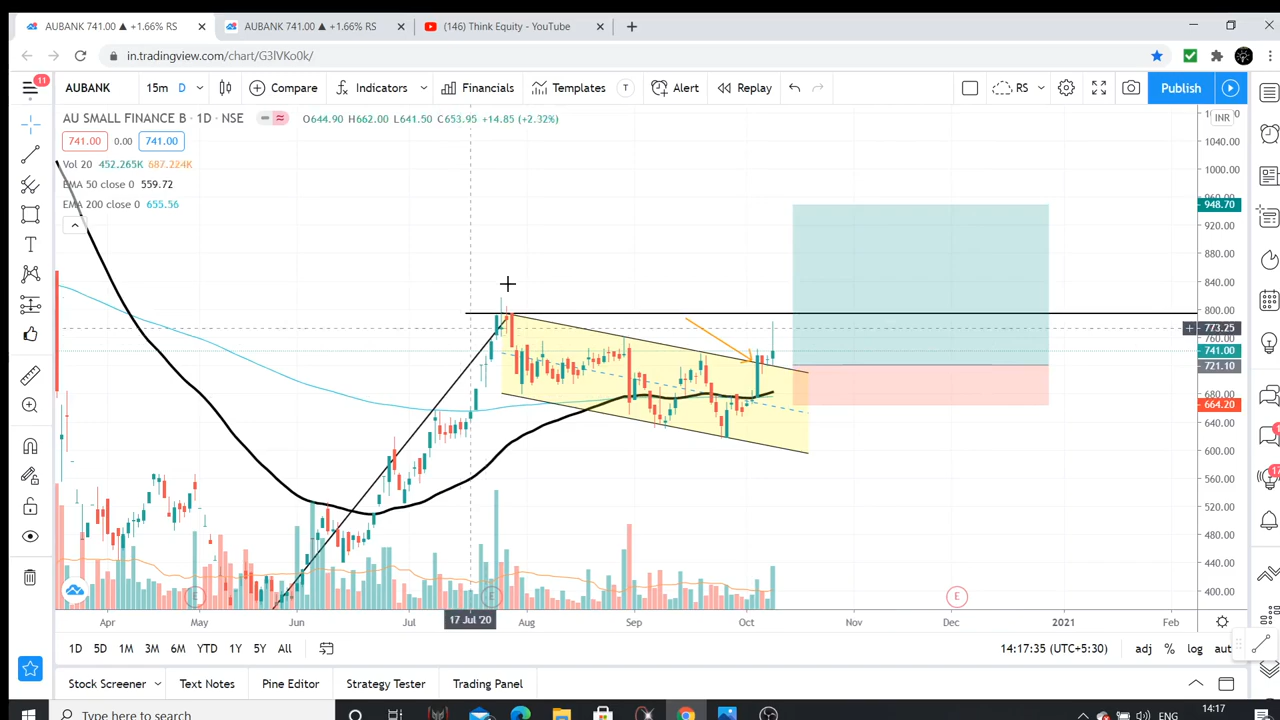 AUBANK 741.00 ▲ +1.66% RS
AUBANK 741.00 ▲ +1.66% RS
(146) Think Equity - YouTube
in.tradingview.com/chart/G3lVKo0k/
11
AUBANK
15m D
Compare
Indicators
Financials
Templates
T
Alert
Replay
RS
Publish
AU SMALL FINANCE B · 1D · NSE
O644.90 H662.00 L641.50 C653.95 +14.85 (+2.32%)
INR
741.00 0.00 741.00
Vol 20 452.265K 687.224K
EMA 50 close 0 559.72
EMA 200 close 0 655.56
1040.00
1000.00
948.70
920.00
880.00
840.00
800.00
773.25
760.00
741.00
721.10
680.00
664.20
640.00
600.00
560.00
520.00
480.00
440.00
400.00
E E E
Apr May Jun Jul 17 Jul '20 Aug Sep Oct Nov Dec 2021 Feb
1D 5D 1M 3M 6M YTD 1Y 5Y All
14:17:35 (UTC+5:30) adj % log
Stock Screener Text Notes Pine Editor Strategy Tester Trading Panel
Type here to search
14:17